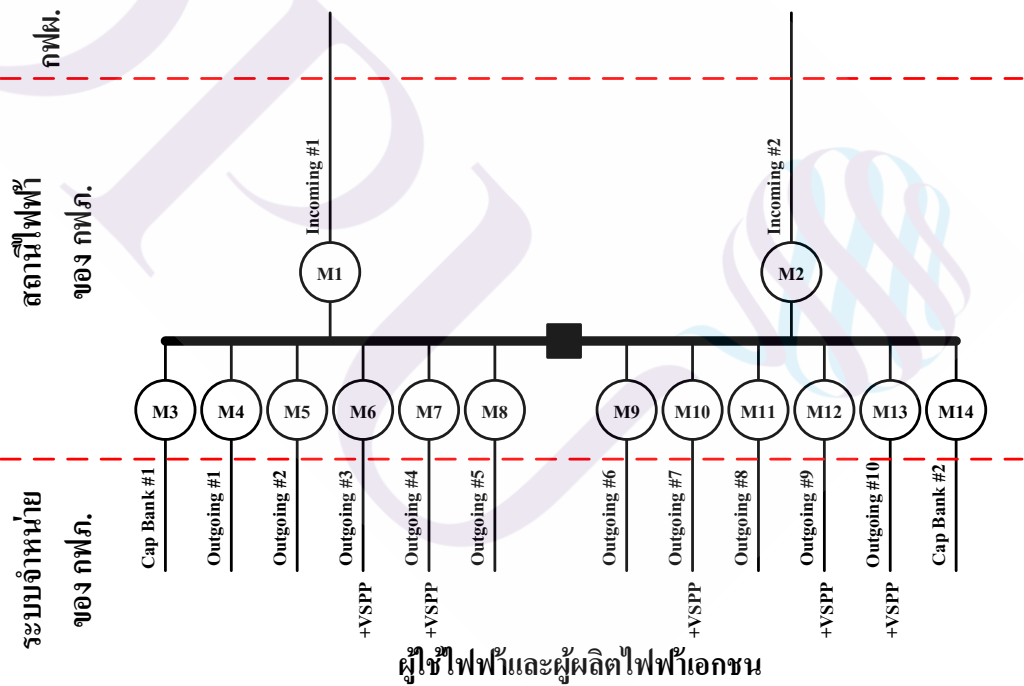 กฟผ.
Incoming #1
Incoming #2
สถานีไฟฟ้า
ของ กฟภ.
M1
M2
M3
M4
M5
M6
M7
M8
M9
M10
M11
M12
M13
M14
ระบบจำหน่าย
ของ กฟภ.
Cap Bank #1
Outgoing #1
Outgoing #2
Outgoing #3
Outgoing #4
Outgoing #5
Outgoing #6
Outgoing #7
Outgoing #8
Outgoing #9
Outgoing #10
Cap Bank #2
+VSPP
+VSPP
+VSPP
+VSPP
+VSPP
ผู้ใช้ไฟฟ้าและผู้ผลิตไฟฟ้าเอกชน